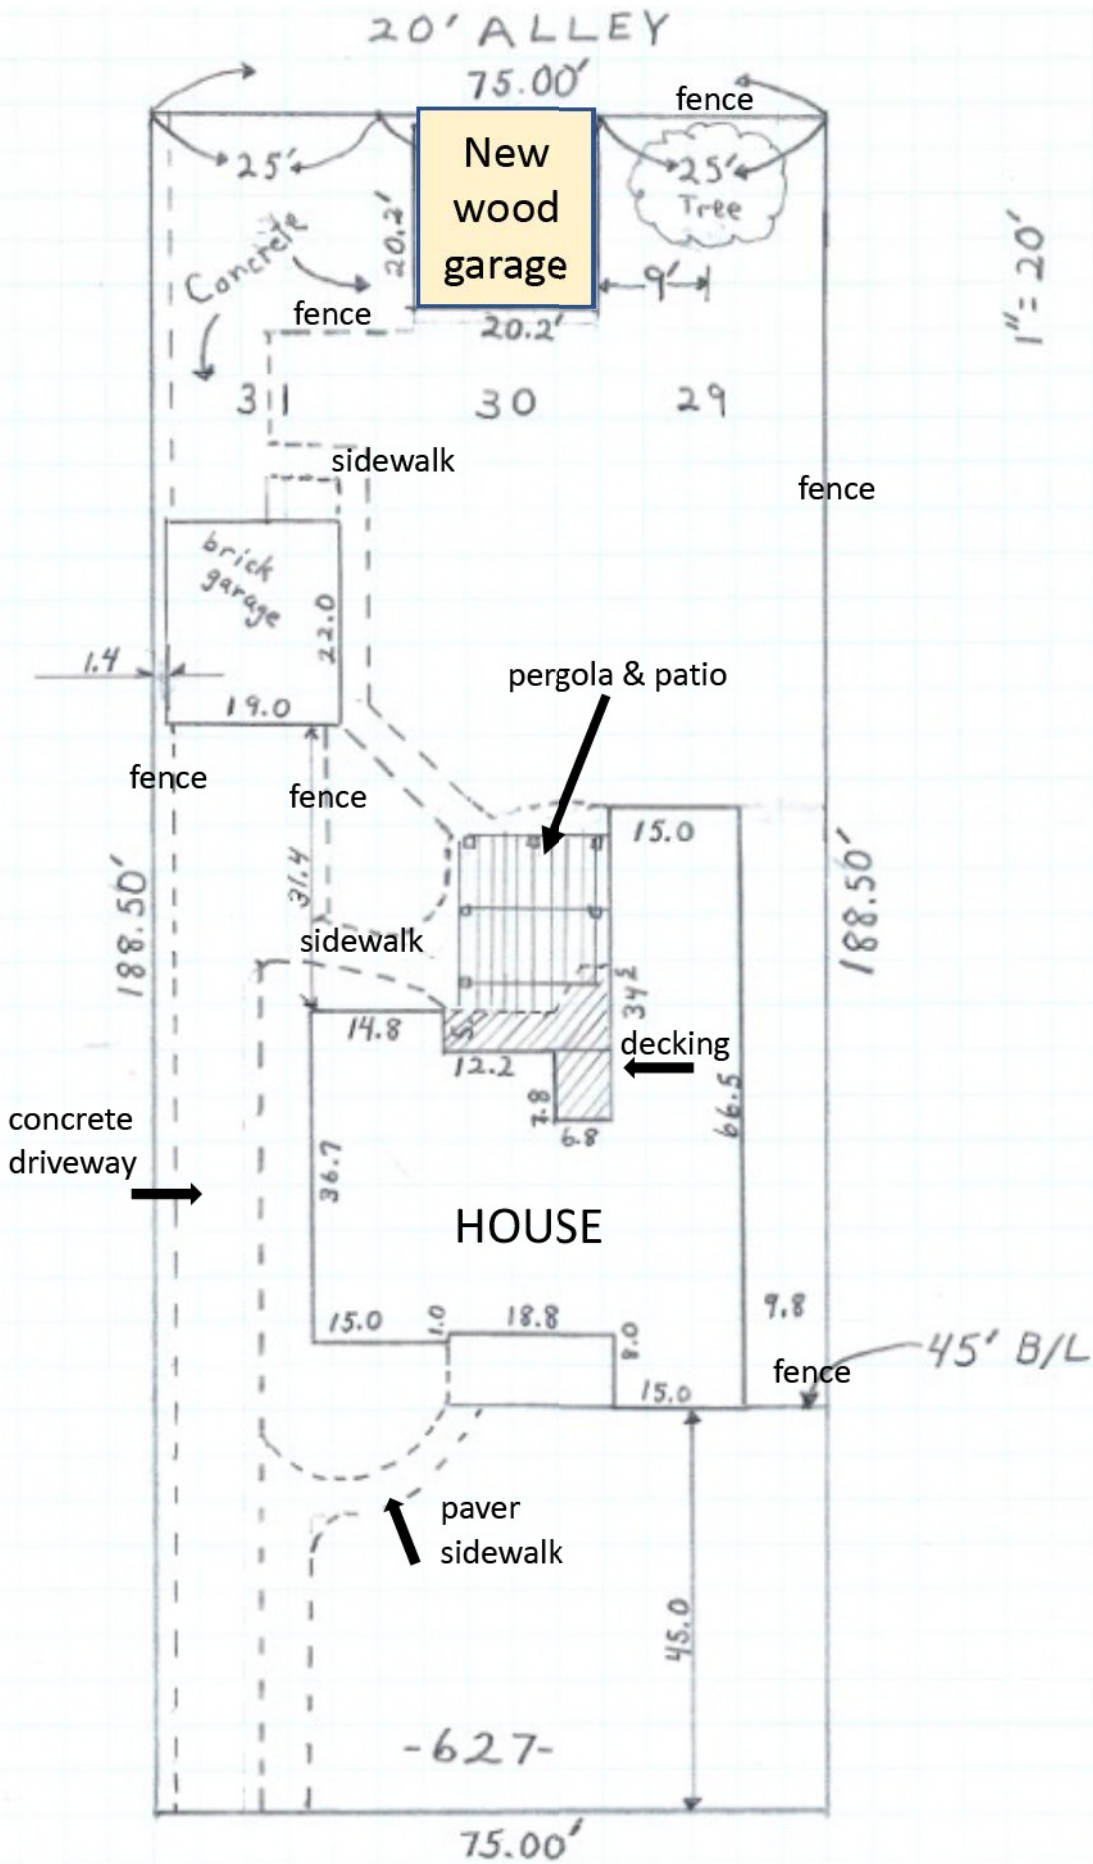 20' ALLEY
75.00'
fence
25'
New
wood
garage
25'
Tree
20.2'
Concrete
9'
1"= 20'
fence
20.2'
31
30
29
sidewalk
fence
brick
garage
22.0
1.4
19.0
pergola & patio
fence
fence
15.0
31.4
188.50'
188.50'
sidewalk
34.5
14.8
decking
12.2
7.8
6.8
66.5
concrete
driveway
36.7
HOUSE
15.0
1.0
18.8
8.0
9.8
45' B/L
fence
15.0
paver
sidewalk
45.0
-627-
75.00'